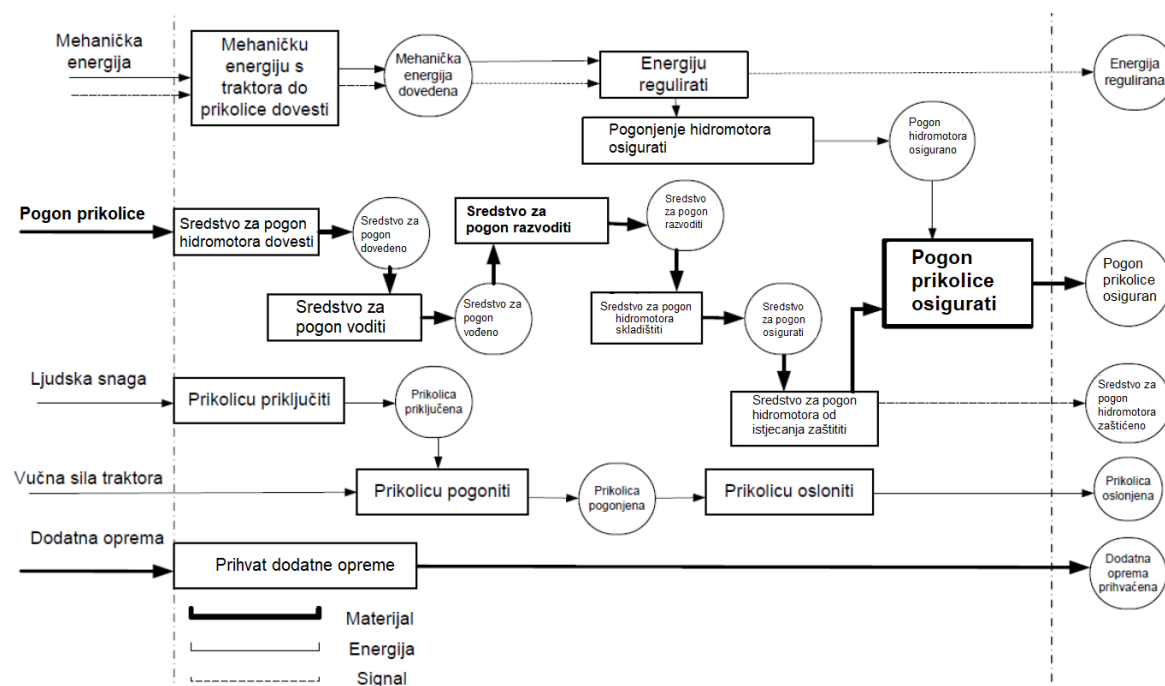 Mehanička
energija
Mehaničku
energiju s
traktora do
prikolice dovesti
Mehanička
energija
dovedena
Energiju
regulirati
Energija
regulirana
Pogonjenje hidromotora
osigurati
Pogon
hidromotora
osigurano
Pogon prikolice
Sredstvo za pogon
hidromotora dovesti
Sredstvo za
pogon
dovedeno
Sredstvo za
pogon razvoditi
Sredstvo
za pogon
razvoditi
Sredstvo za
pogon voditi
Sredstvo za
pogon
vođeno
Sredstvo za pogon
hidromotora
skladištiti
Sredstvo
za pogon
osigurati
Pogon
prikolice
osigurati
Pogon
prikolice
osiguran
Ljudska snaga
Prikolicu priključiti
Prikolica
priključena
Sredstvo za pogon
hidromotora od
istjecanja zaštititi
Sredstvo za
pogon
hidromotora
zaštićeno
Vučna sila traktora
Prikolicu pogoniti
Prikolica
pogonjena
Prikolicu osloniti
Prikolica
oslonjena
Dodatna oprema
Prihvat dodatne opreme
Dodatna
oprema
prihvaćena
Materijal
Energija
Signal